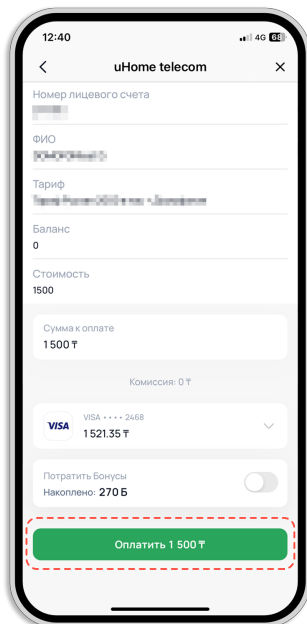 12:40
4G 68
uHome telecom
Номер лицевого счета
ФИО
Тариф
Баланс
0
Стоимость
1500
Сумма к оплате
1 500 ₸
Комиссия: 0 ₸
VISA
VISA • • • • 2468
1 521.35 ₸
Потратить Бонусы
Накоплено: 270 Б
Оплатить 1 500 ₸